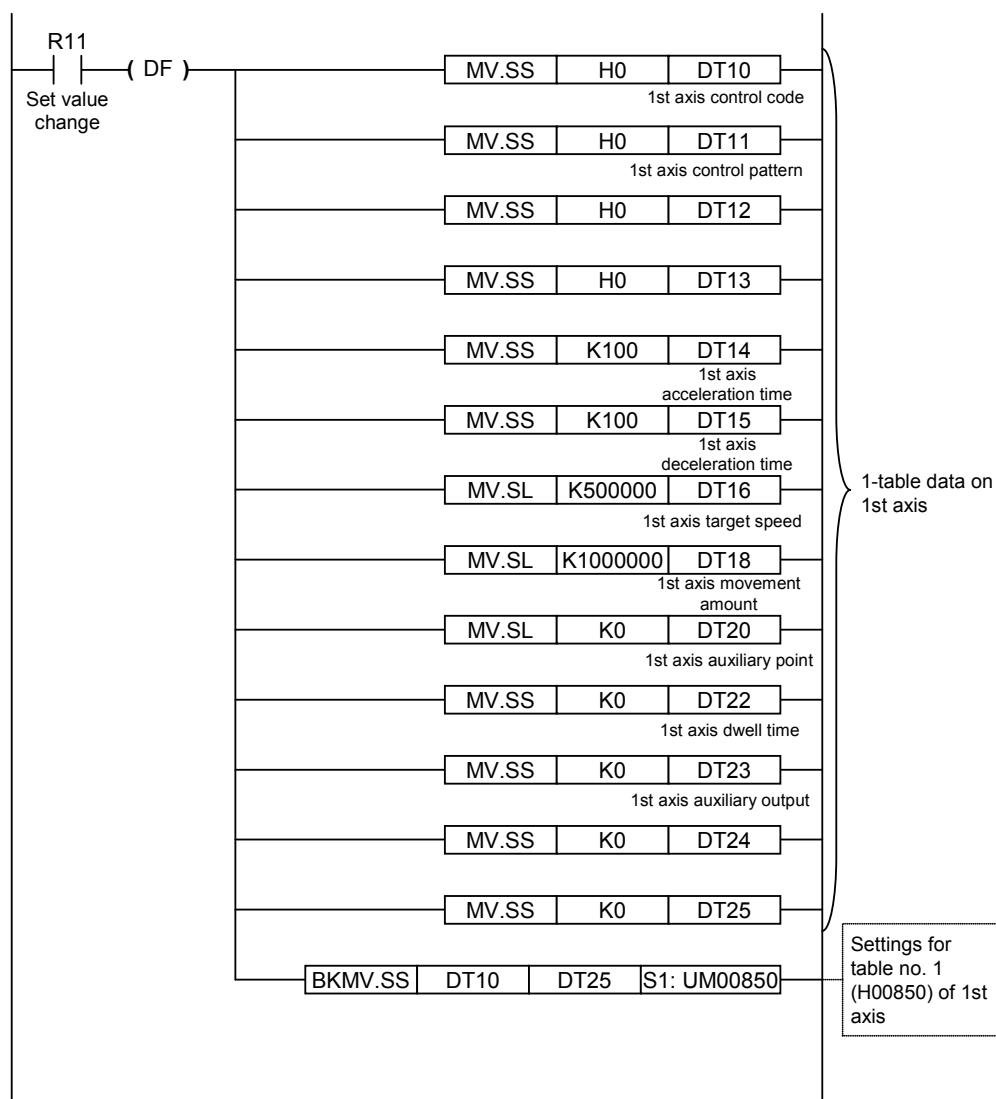 R11
( DF )
Set value
change
MV.SS H0 DT10
1st axis control code
MV.SS H0 DT11
1st axis control pattern
MV.SS H0 DT12
MV.SS H0 DT13
MV.SS K100 DT14
1st axis
acceleration time
MV.SS K100 DT15
1st axis
deceleration time
MV.SL K500000 DT16
1st axis target speed
MV.SL K1000000 DT18
1st axis movement
amount
MV.SL K0 DT20
1st axis auxiliary point
MV.SS K0 DT22
1st axis dwell time
MV.SS K0 DT23
1st axis auxiliary output
MV.SS K0 DT24
MV.SS K0 DT25
BKMV.SS DT10 DT25 S1: UM00850
1-table data on
1st axis
Settings for
table no. 1
(H00850) of 1st
axis